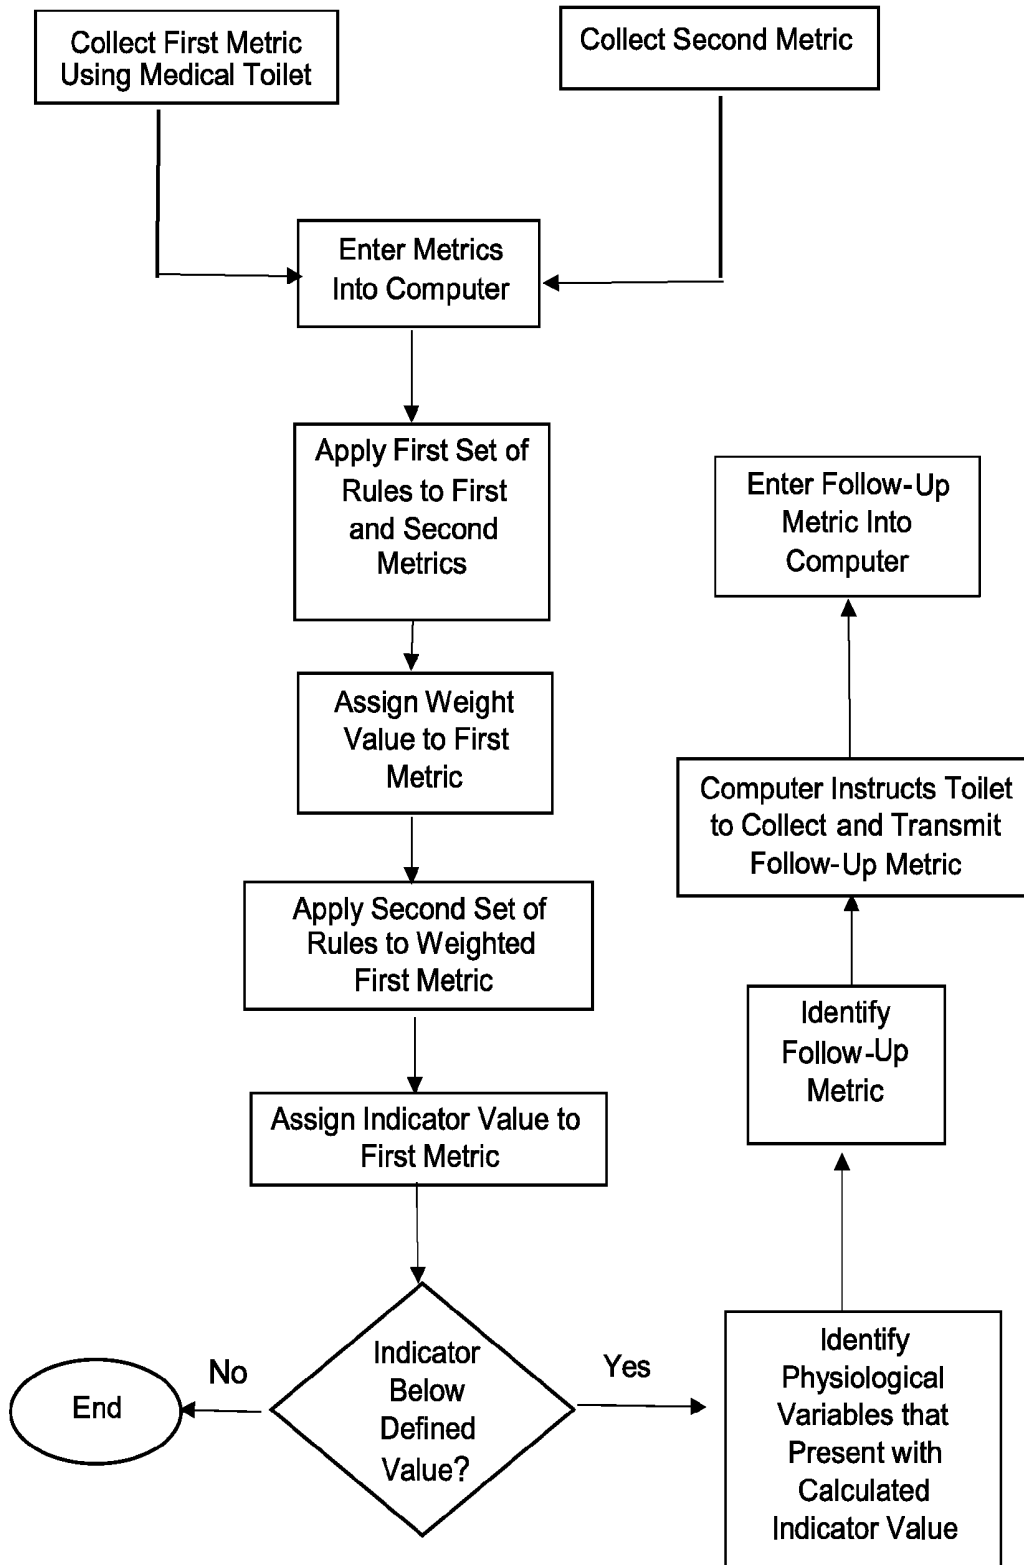 Collect First Metric
Using Medical Toilet
Collect Second Metric
Enter Metrics
Into Computer
Apply First Set of
Rules to First
and Second
Metrics
Assign Weight
Value to First
Metric
Apply Second Set of
Rules to Weighted
First Metric
Assign Indicator Value to
First Metric
Indicator
Below
Defined
Value?
No
End
Yes
Identify
Physiological
Variables that
Present with
Calculated
Indicator Value
Identify
Follow-Up
Metric
Computer Instructs Toilet
to Collect and Transmit
Follow-Up Metric
Enter Follow-Up
Metric Into
Computer